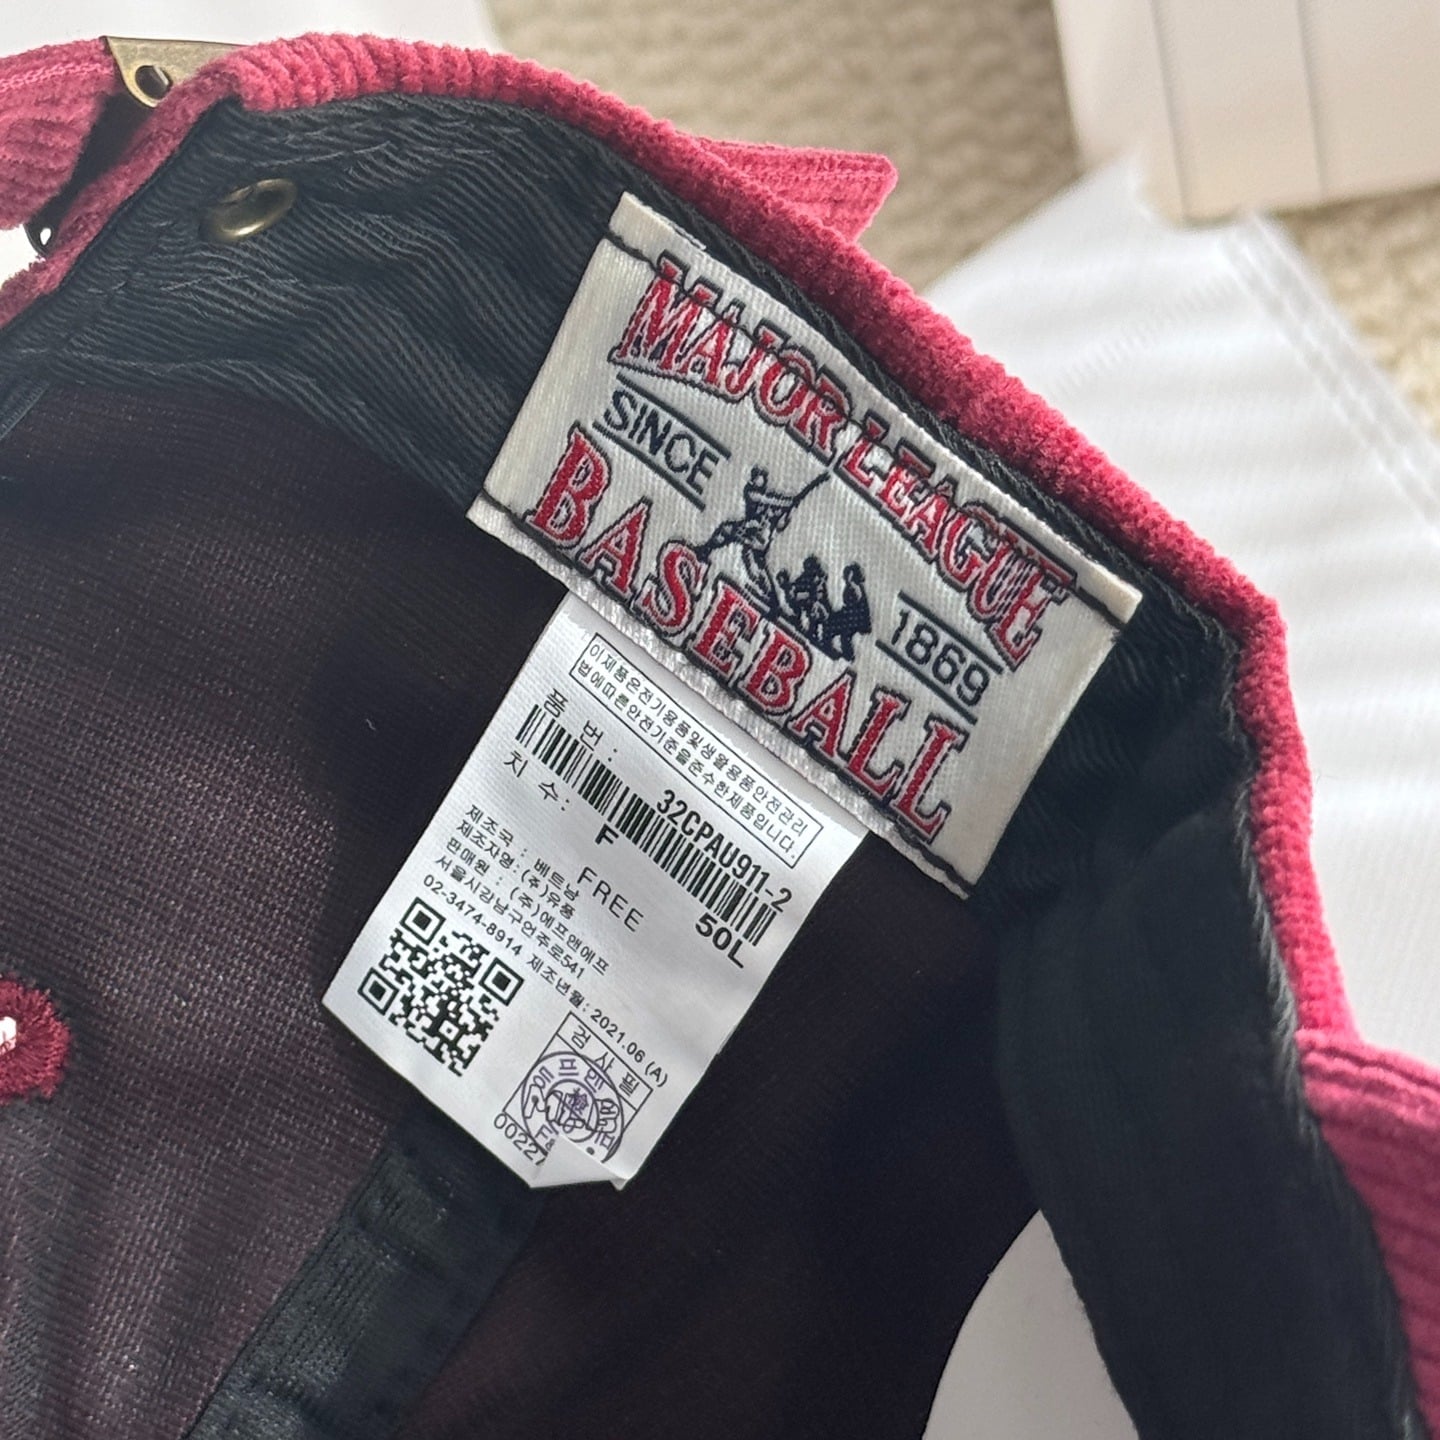 MAJOR LEAGUE
SINCE
1869
BASEBALL
이제품은전기용품및생활용품안전관리
법에따른안전기준을준수한제품입니다.
품 번 : 32CPAU911-2
50L
치 수 : F
FREE
제조국 : 베트남
제조자명:(주)유풍
판매원 : (주)에프앤에프
서울시강남구언주로541
02-3474-8914 제조년월:2021.06 (A)
검 사 필